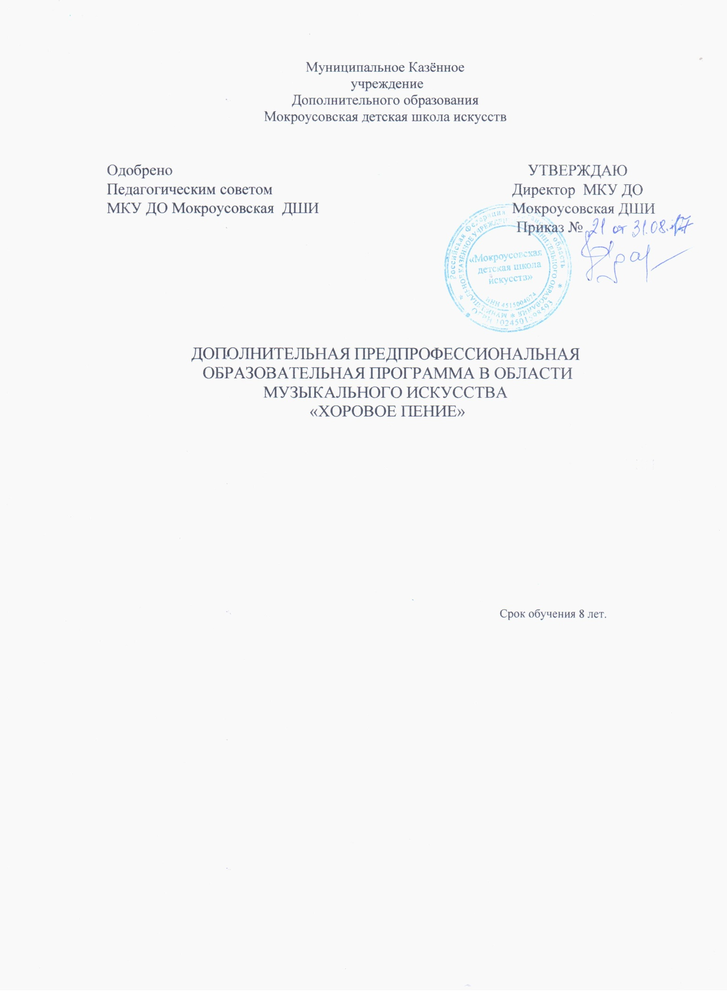 Муниципальное Казённое
учреждение
Дополнительного образования
Мокроусовская детская школа искусств
Одобрено
Педагогическим советом
МКУ ДО Мокроусовская ДШИ
УТВЕРЖДАЮ
Директор МКУ ДО
Мокроусовская ДШИ
Приказ № 21 от 31.08.17
Российская Федерация область
МУНИЦИПАЛЬНОЕ КАЗЁННОЕ УЧРЕЖДЕНИЕ ДОПОЛНИТЕЛЬНОГО ОБРАЗОВАНИЯ
«Мокроусовская
детская школа
искусств»
ИНН 4515004074
ОГРН 1024501598593
ДОПОЛНИТЕЛЬНАЯ ПРЕДПРОФЕССИОНАЛЬНАЯ
ОБРАЗОВАТЕЛЬНАЯ ПРОГРАММА В ОБЛАСТИ
МУЗЫКАЛЬНОГО ИСКУССТВА
«ХОРОВОЕ ПЕНИЕ»
Срок обучения 8 лет.